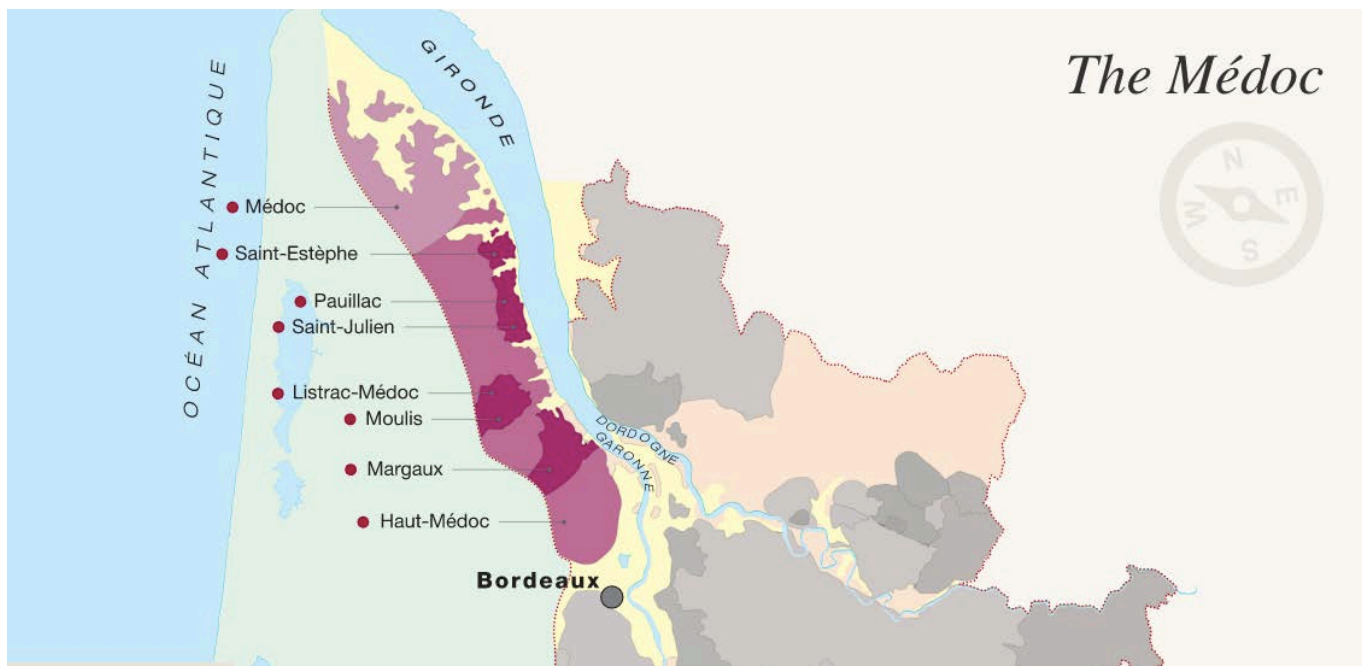 The Médoc
N
E
S
W
OCÉAN ATLANTIQUE
GIRONDE
Médoc
Saint-Estèphe
Pauillac
Saint-Julien
Listrac-Médoc
Moulis
Margaux
Haut-Médoc
DORDOGNE
GARONNE
Bordeaux